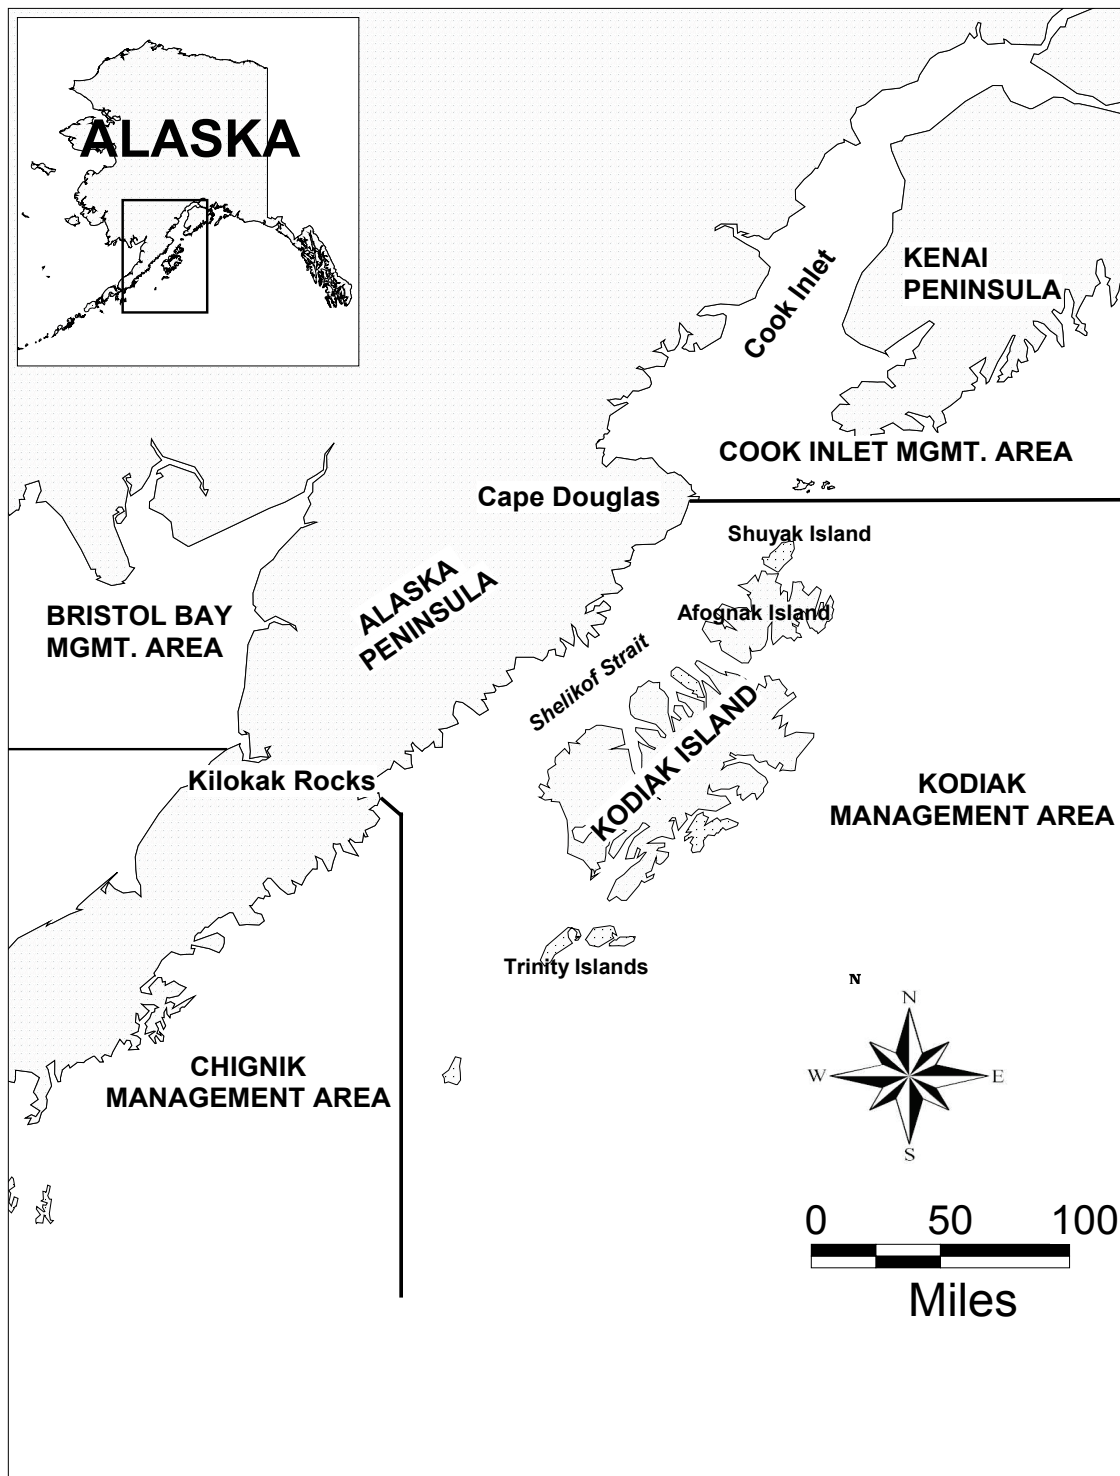 ALASKA
KENAI
PENINSULA
Cook Inlet
COOK INLET MGMT. AREA
Cape Douglas
Shuyak Island
ALASKA
PENINSULA
Afognak Island
BRISTOL BAY
MGMT. AREA
Shelikof Strait
KODIAK ISLAND
Kilokak Rocks
KODIAK
MANAGEMENT AREA
Trinity Islands
N
N
W
E
S
CHIGNIK
MANAGEMENT AREA
0 50 100
Miles